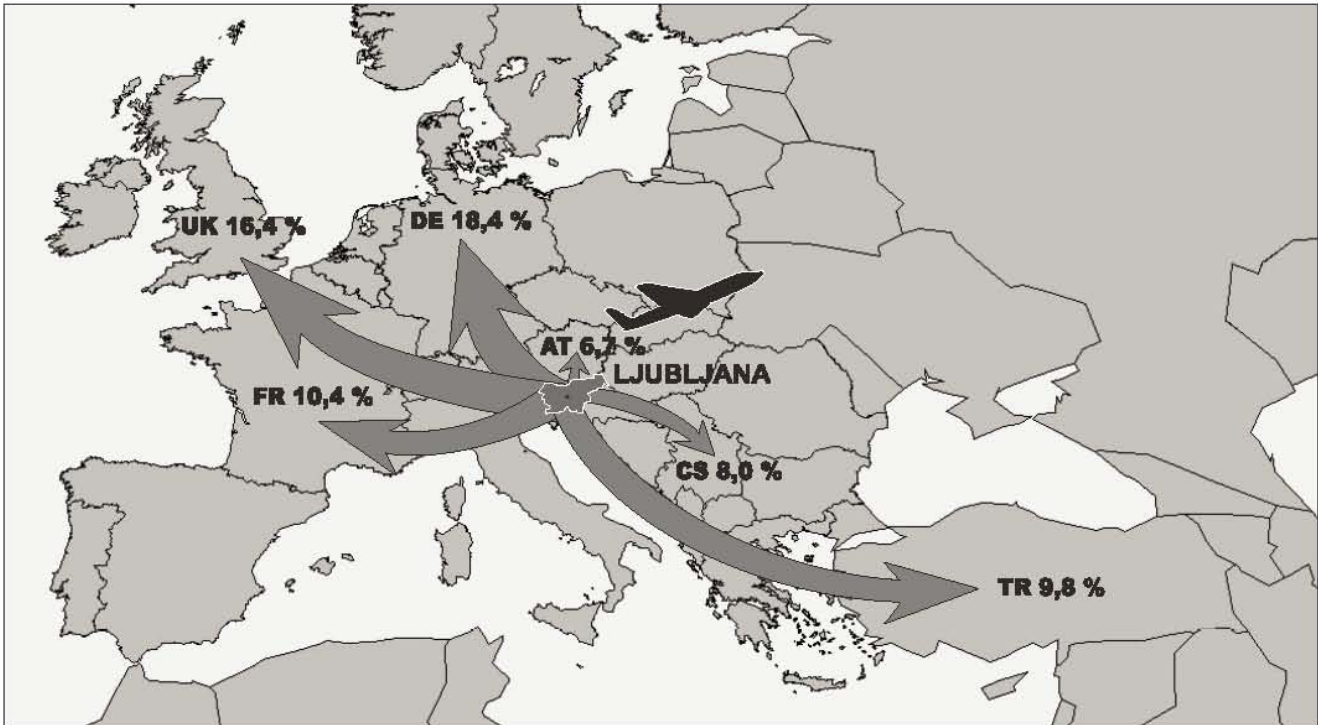 UK 16,4 %
DE 18,4 %
AT 6,7 %
LJUBLJANA
FR 10,4 %
CS 8,0 %
TR 9,8 %